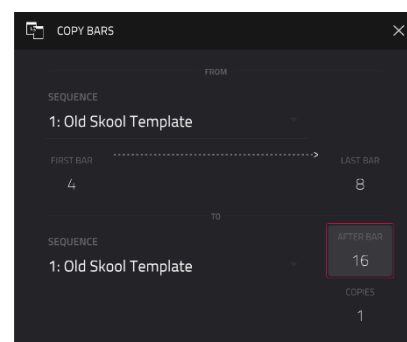 COPY BARS
FROM
SEQUENCE
1: Old Skool Template
FIRST BAR
LAST BAR
4
8
TO
SEQUENCE
AFTER BAR
1: Old Skool Template
16
COPIES
1